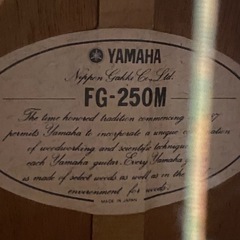 YAMAHA
Nippon Gakki Co., Ltd.
FG-250M
The time honored tradition commencing
permits Yamaha to incorporate a unique
of woodworking and scientific technique
each Yamaha guitar. Every Yamaha
is made of select woods as well as in the
environment for woods.
MADE IN JAPAN